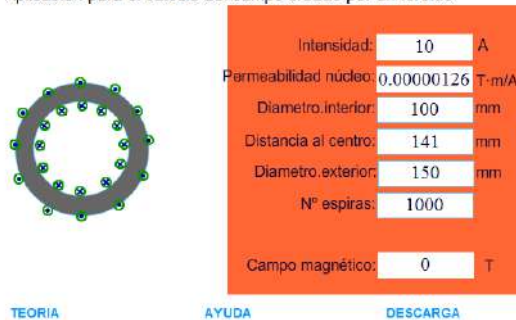 Intensidad: 10 A
Permeabilidad núcleo: 0.00000126 T·m/A
Diametro.interior: 100 mm
Distancia al centro: 141 mm
Diametro.exterior: 150 mm
Nº espiras: 1000
Campo magnético: 0 T
TEORIA AYUDA DESCARGA